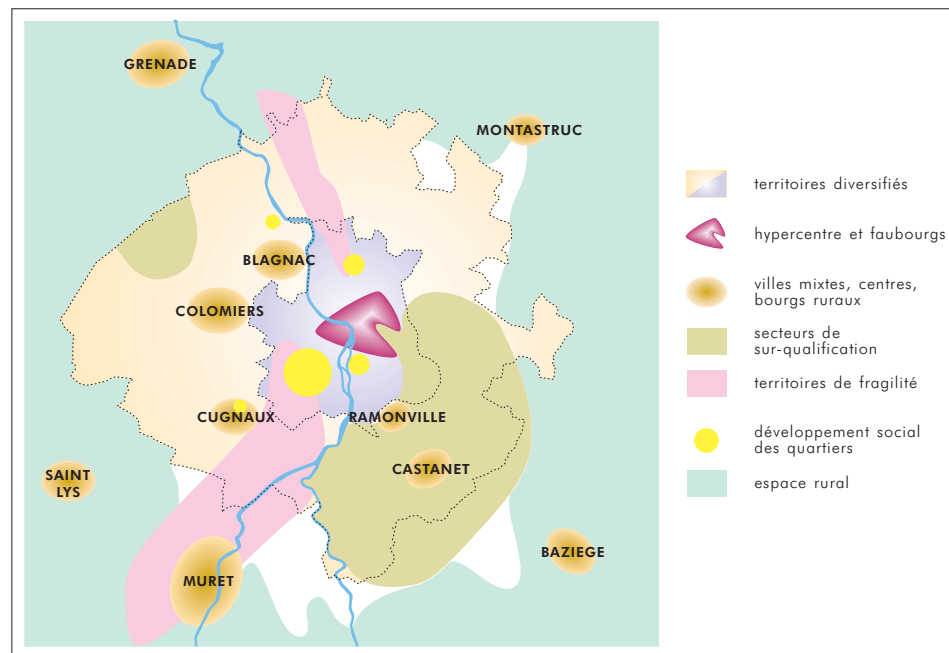 GRENADE
MONTASTRUC
BLAGNAC
COLOMIERS
CUGNAUX
RAMONVILLE
CASTANET
SAINT
LYS
BAZIEGE
MURET
territoires diversifiés
hypercentre et faubourgs
villes mixtes, centres,
bourgs ruraux
secteurs de
sur-qualification
territoires de fragilité
développement social
des quartiers
espace rural